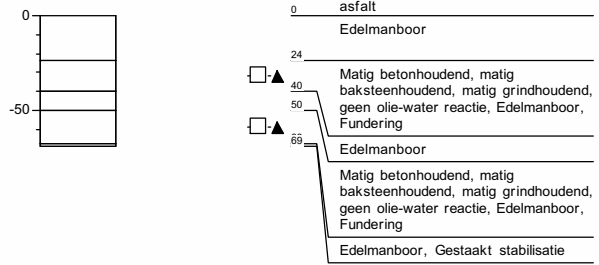 0
-50
0
asfalt
Edelmanboor
24
Matig betonhoudend, matig
baksteenhoudend, matig grindhoudend,
geen olie-water reactie, Edelmanboor,
Fundering
40
Edelmanboor
50
Matig betonhoudend, matig
baksteenhoudend, matig grindhoudend,
geen olie-water reactie, Edelmanboor,
Fundering
69
Edelmanboor, Gestaakt stabilisatie